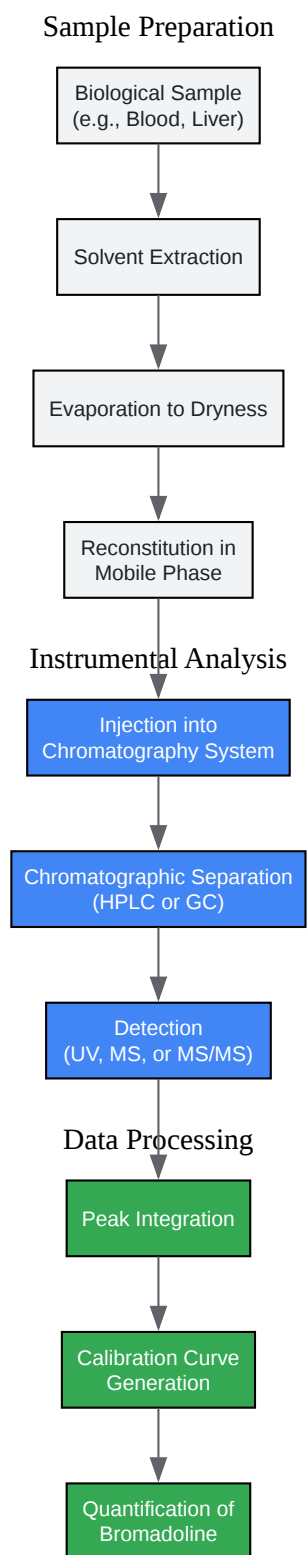 Sample Preparation
Biological Sample
(e.g., Blood, Liver)
Solvent Extraction
Evaporation to Dryness
Reconstitution in
Mobile Phase
Instrumental Analysis
Injection into
Chromatography System
Chromatographic Separation
(HPLC or GC)
Detection
(UV, MS, or MS/MS)
Data Processing
Peak Integration
Calibration Curve
Generation
Quantification of
Bromadoline